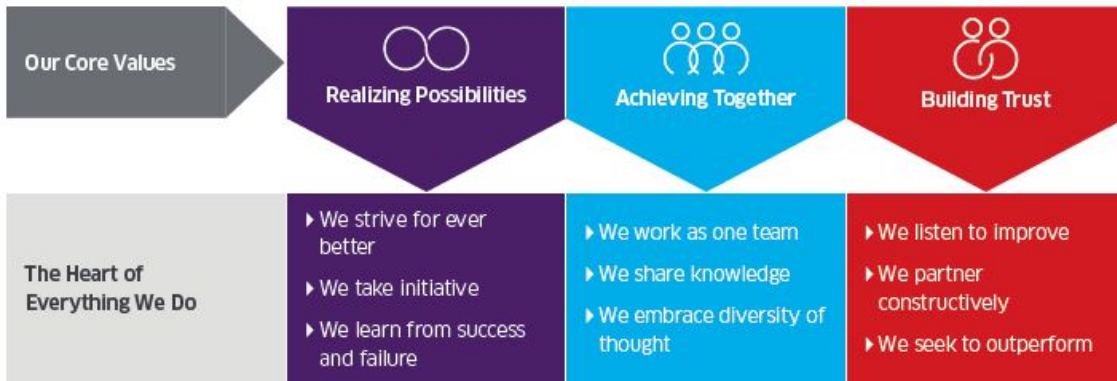 Our Core Values
Realizing Possibilities
Achieving Together
Building Trust
The Heart of
Everything We Do
We strive for ever
better
We take initiative
We learn from success
and failure
We work as one team
We share knowledge
We embrace diversity of
thought
We listen to improve
We partner
constructively
We seek to outperform